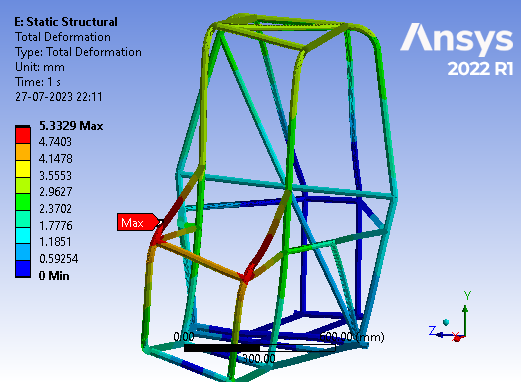 E: Static Structural
Total Deformation
Type: Total Deformation
Unit: mm
Time: 1 s
27-07-2023 22:11
Ansys
2022 R1
5.3329 Max
4.7403
4.1478
3.5553
2.9627
2.3702
1.7776
1.1851
0.59254
0 Min
Max
Y
Z
X
0.00
(mm)
300.00